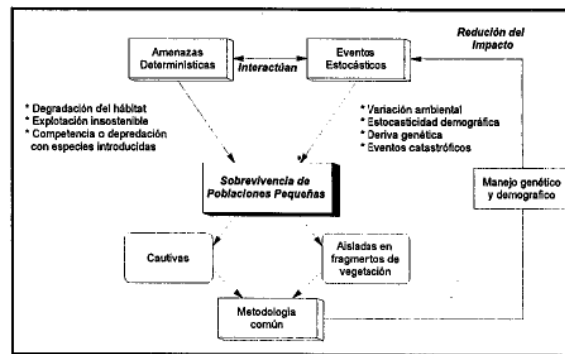 Redución del
Impacto
Amenazas
Determinísticas
Interactúan
Eventos
Estocásticos
* Degradación del hábitat
* Explotación insostenible
* Competencia o depredación
con especies introducidas
* Variación ambiental
* Estocasticidad demográfica
* Deriva genética
* Eventos catastróficos
Sobrevivencia de
Poblaciones Pequeñas
Manejo genético
y demografico
Cautivas
Aisladas en
fragmentos de
vegetación
Metodología
común